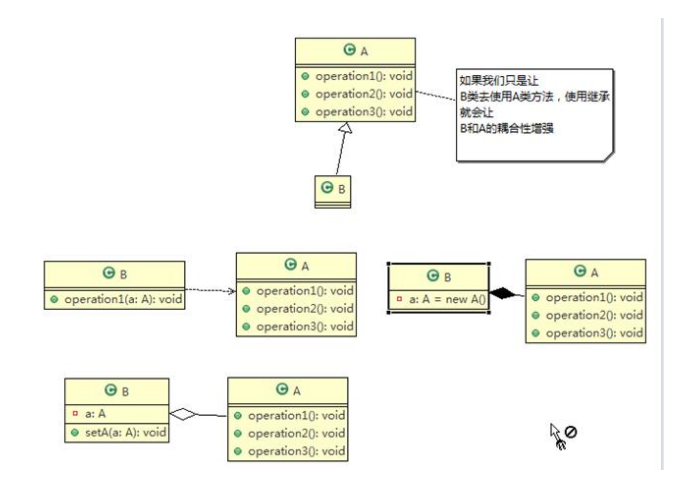 C A
operation1(): void
operation2(): void
operation3(): void
如果我们只是让
B类去使用A类方法，使用继承
就会让
B和A的耦合性增强
C B
C B
operation1(a: A): void
C A
operation1(): void
operation2(): void
operation3(): void
C B
a: A = new A()
C A
operation1(): void
operation2(): void
operation3(): void
C B
a: A
setA(a: A): void
C A
operation1(): void
operation2(): void
operation3(): void